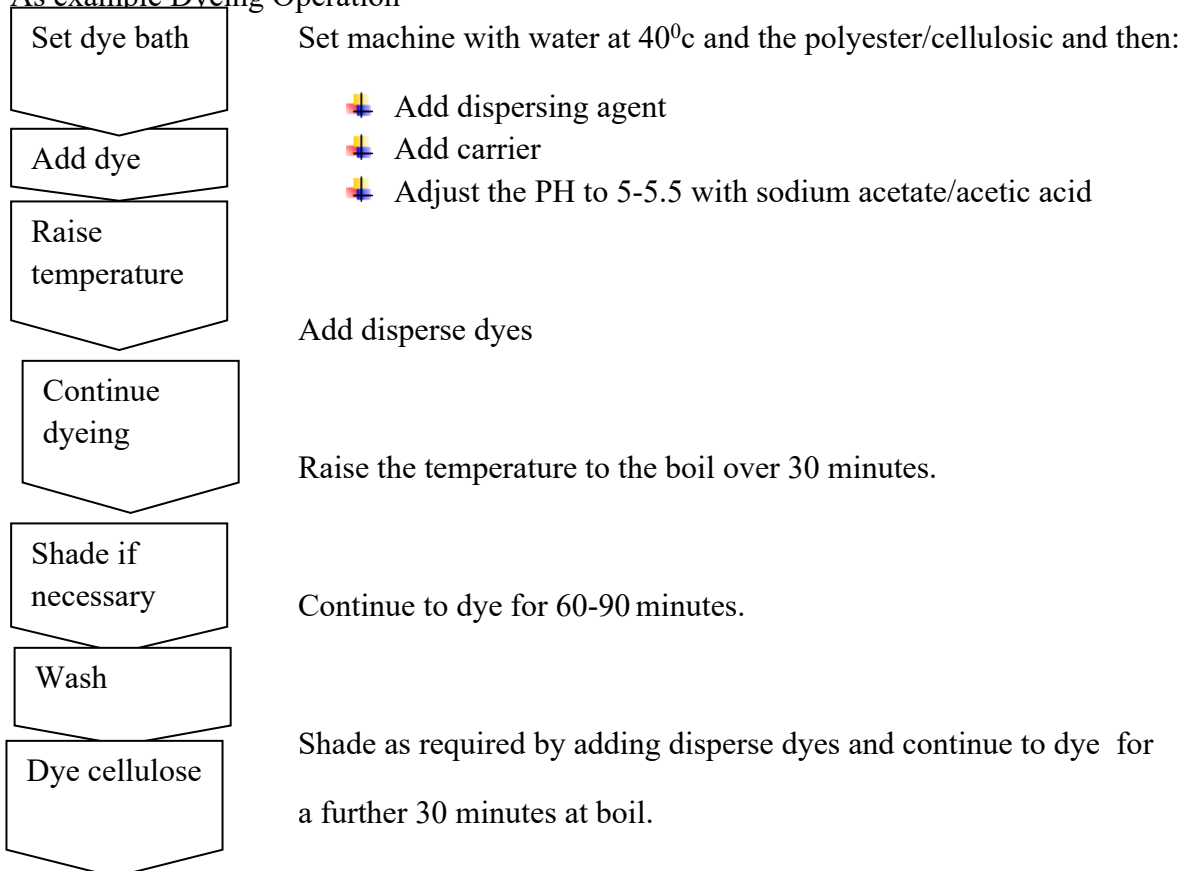 As example Dyeing Operation
Set dye bath
Set machine with water at 40⁰c and the polyester/cellulosic and then:
Add dispersing agent
Add carrier
Adjust the PH to 5-5.5 with sodium acetate/acetic acid
Add dye
Raise
temperature
Add disperse dyes
Continue
dyeing
Raise the temperature to the boil over 30 minutes.
Shade if
necessary
Continue to dye for 60-90 minutes.
Wash
Shade as required by adding disperse dyes and continue to dye for
a further 30 minutes at boil.
Dye cellulose